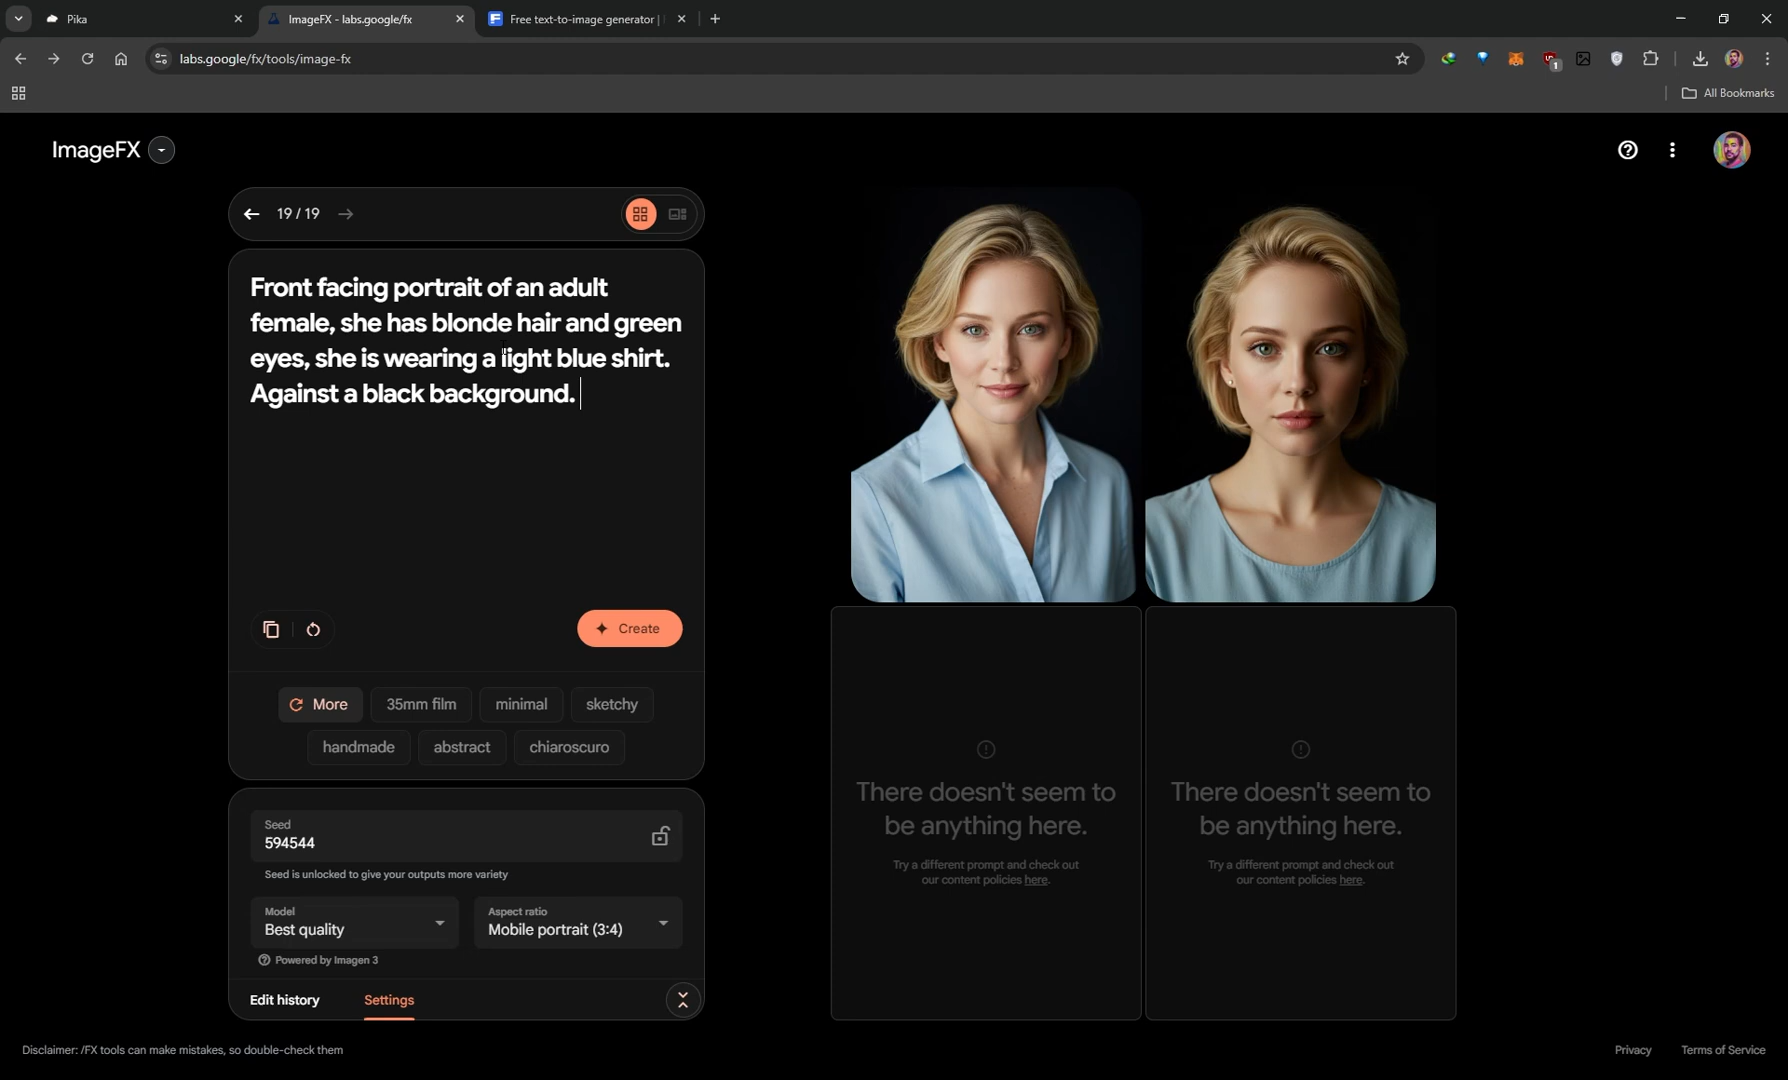 Pika
ImageFX - labs.google/fx
Free text-to-image generator |
labs.google/fx/tools/image-fx
1
All Bookmarks
ImageFX
19 / 19
Front facing portrait of an adult
female, she has blonde hair and green
eyes, she is wearing a light blue shirt.
Against a black background.
Create
More
35mm film
minimal
sketchy
handmade
abstract
chiaroscuro
Seed
594544
Seed is unlocked to give your outputs more variety
Model
Best quality
Aspect ratio
Mobile portrait (3:4)
Powered by Imagen 3
Edit history
Settings
There doesn't seem to
be anything here.
Try a different prompt and check out
our content policies here.
There doesn't seem to
be anything here.
Try a different prompt and check out
our content policies here.
Disclaimer: /FX tools can make mistakes, so double-check them
Privacy
Terms of Service